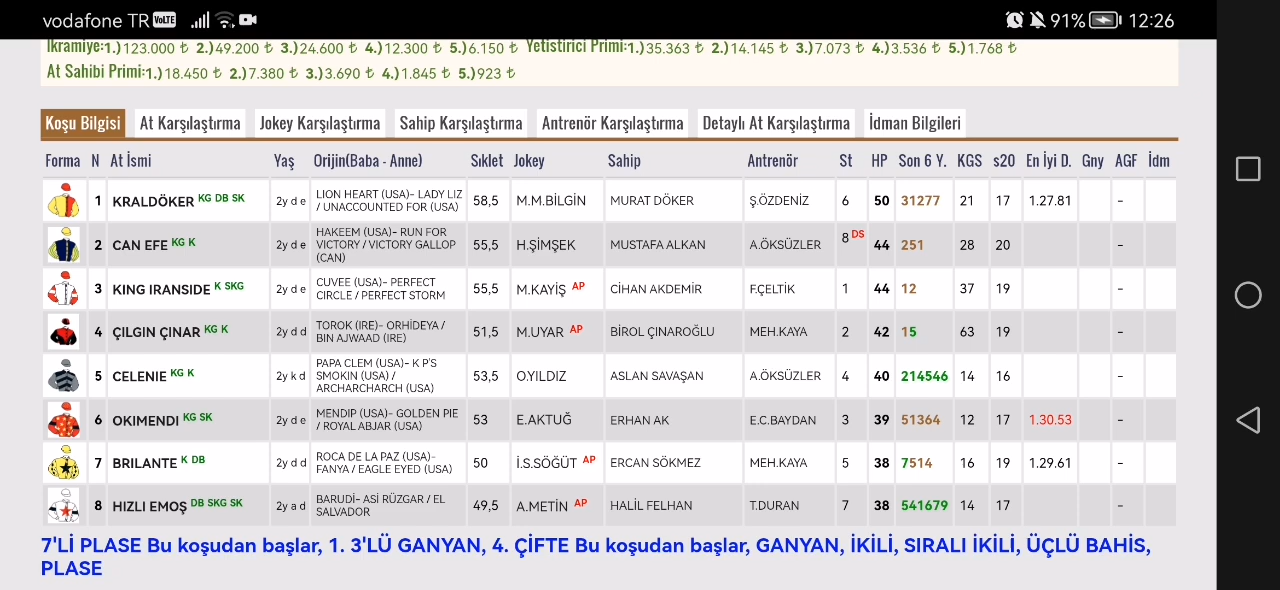 vodafone TR VoLTE 91% 12:26
İkramiye:1.)123.000 ₺ 2.)49.200 ₺ 3.)24.600 ₺ 4.)12.300 ₺ 5.)6.150 ₺ Yetistirici Primi:1.)35.363 ₺ 2.)14.145 ₺ 3.)7.073 ₺ 4.)3.536 ₺ 5.)1.768 ₺
At Sahibi Primi:1.)18.450 ₺ 2.)7.380 ₺ 3.)3.690 ₺ 4.)1.845 ₺ 5.)923 ₺
Koşu Bilgisi At Karşılaştırma Jokey Karşılaştırma Sahip Karşılaştırma Antrenör Karşılaştırma Detaylı At Karşılaştırma İdman Bilgileri
Forma N At İsmi Yaş Orijin(Baba - Anne) Sıklet Jokey Sahip Antrenör St HP Son 6 Y. KGS s20 En İyi D. Gny AGF İdm
1 KRALDÖKER KG DB SK 2y d e LION HEART (USA)- LADY LIZ / UNACCOUNTED FOR (USA) 58,5 M.M.BİLGİN MURAT DÖKER Ş.ÖZDENİZ 6 50 31277 21 17 1.27.81 -
2 CAN EFE KG K 2y d e HAKEEM (USA)- RUN FOR VICTORY / VICTORY GALLOP (CAN) 55,5 H.ŞİMŞEK MUSTAFA ALKAN A.ÖKSÜZLER 8 DS 44 251 28 20 -
3 KING IRANSIDE K SKG 2y d e CUVEE (USA)- PERFECT CIRCLE / PERFECT STORM 55,5 M.KAYİŞ AP CİHAN AKDEMİR F.ÇELTİK 1 44 12 37 19 -
4 ÇILGIN ÇINAR KG K 2y d d TOROK (IRE)- ORHİDEYA / BIN AJWAAD (IRE) 51,5 M.UYAR AP BİROL ÇINAROĞLU MEH.KAYA 2 42 15 63 19 -
5 CELENIE KG K 2y k d PAPA CLEM (USA)- K P'S SMOKIN (USA) / ARCHARCHARCH (USA) 53,5 O.YILDIZ ASLAN SAVAŞAN A.ÖKSÜZLER 4 40 214546 14 16 -
6 OKIMENDI KG SK 2y d e MENDIP (USA)- GOLDEN PIE / ROYAL ABJAR (USA) 53 E.AKTUĞ ERHAN AK E.C.BAYDAN 3 39 51364 12 17 1.30.53 -
7 BRILANTE K DB 2y d d ROCA DE LA PAZ (USA)- FANYA / EAGLE EYED (USA) 50 İ.S.SÖĞÜT AP ERCAN SÖKMEZ MEH.KAYA 5 38 7514 16 19 1.29.61 -
8 HIZLI EMOŞ DB SKG SK 2y a d BARUDİ- ASİ RÜZGAR / EL SALVADOR 49,5 A.METİN AP HALİL FELHAN T.DURAN 7 38 541679 14 17 -
7'Lİ PLASE Bu koşudan başlar, 1. 3'LÜ GANYAN, 4. ÇİFTE Bu koşudan başlar, GANYAN, İKİLİ, SIRALI İKİLİ, ÜÇLÜ BAHİS,
PLASE